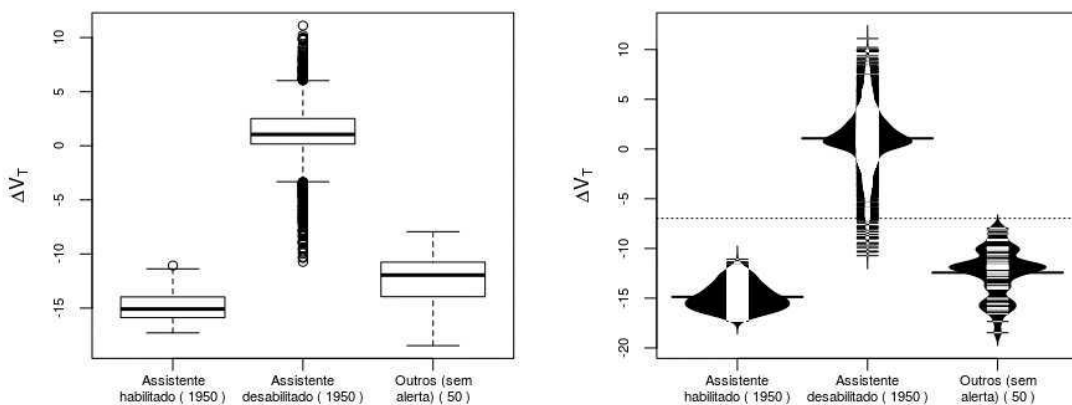 10
5
0
-5
-10
-15
ΔV_T
Assistente
habilitado ( 1950 )
Assistente
desabilitado ( 1950 )
Outros (sem
alerta) ( 50 )
10
5
0
-5
-10
-15
-20
ΔV_T
Assistente
habilitado ( 1950 )
Assistente
desabilitado ( 1950 )
Outros (sem
alerta) ( 50 )